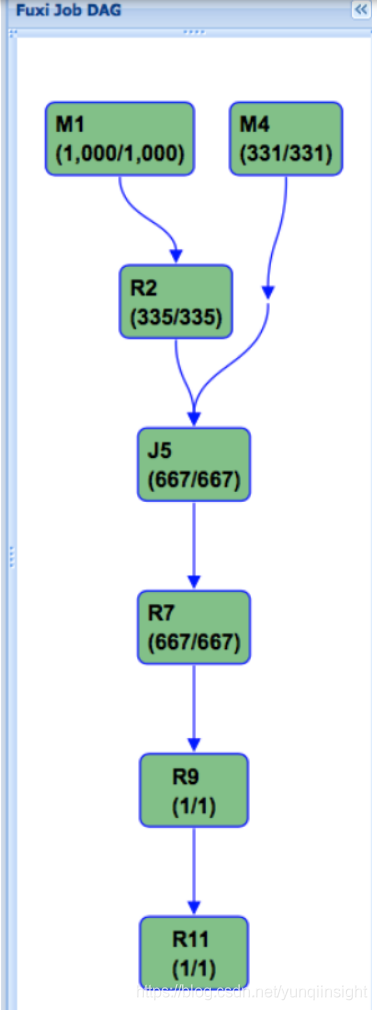 Fuxi Job DAG
M1
(1,000/1,000)
M4
(331/331)
R2
(335/335)
J5
(667/667)
R7
(667/667)
R9
(1/1)
R11
(1/1)
https://blog.csdn.net/yunqiinsight